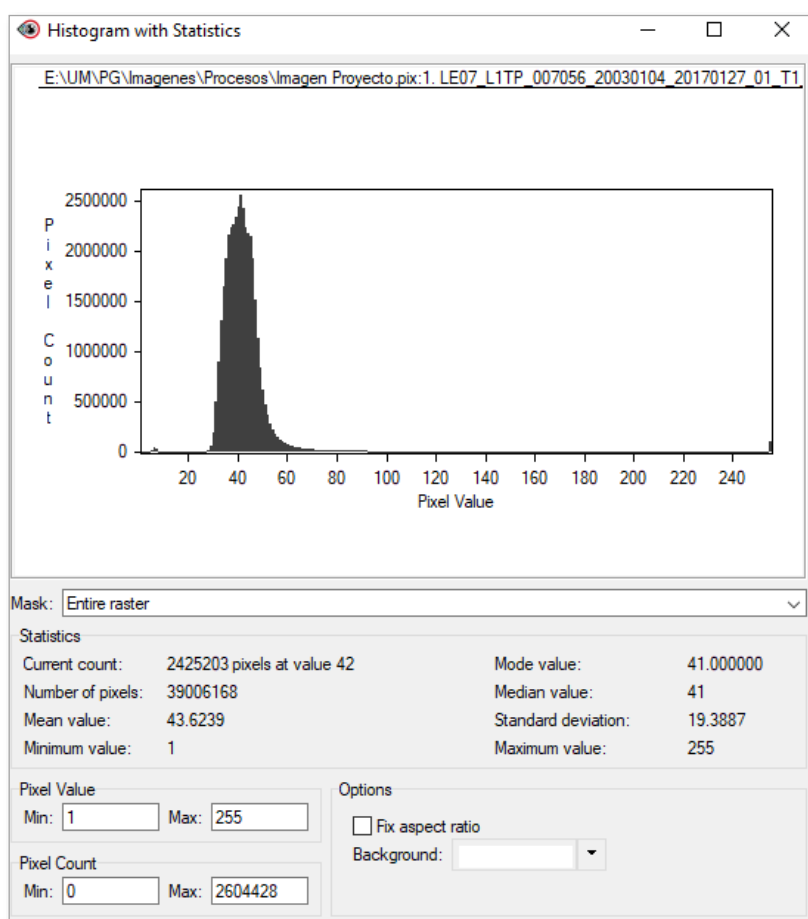 Histogram with Statistics
E:\UM\PG\Imagenes\Procesos\Imagen Proyecto.pix:1. LE07_L1TP_007056_20030104_20170127_01_T1
2500000
2000000
1500000
1000000
500000
0
Pixel Count
20 40 60 80 100 120 140 160 180 200 220 240
Pixel Value
Mask: Entire raster
Statistics
Current count: 2425203 pixels at value 42 Mode value: 41.000000
Number of pixels: 39006168 Median value: 41
Mean value: 43.6239 Standard deviation: 19.3887
Minimum value: 1 Maximum value: 255
Pixel Value
Min: 1 Max: 255
Pixel Count
Min: 0 Max: 2604428
Options
Fix aspect ratio
Background: